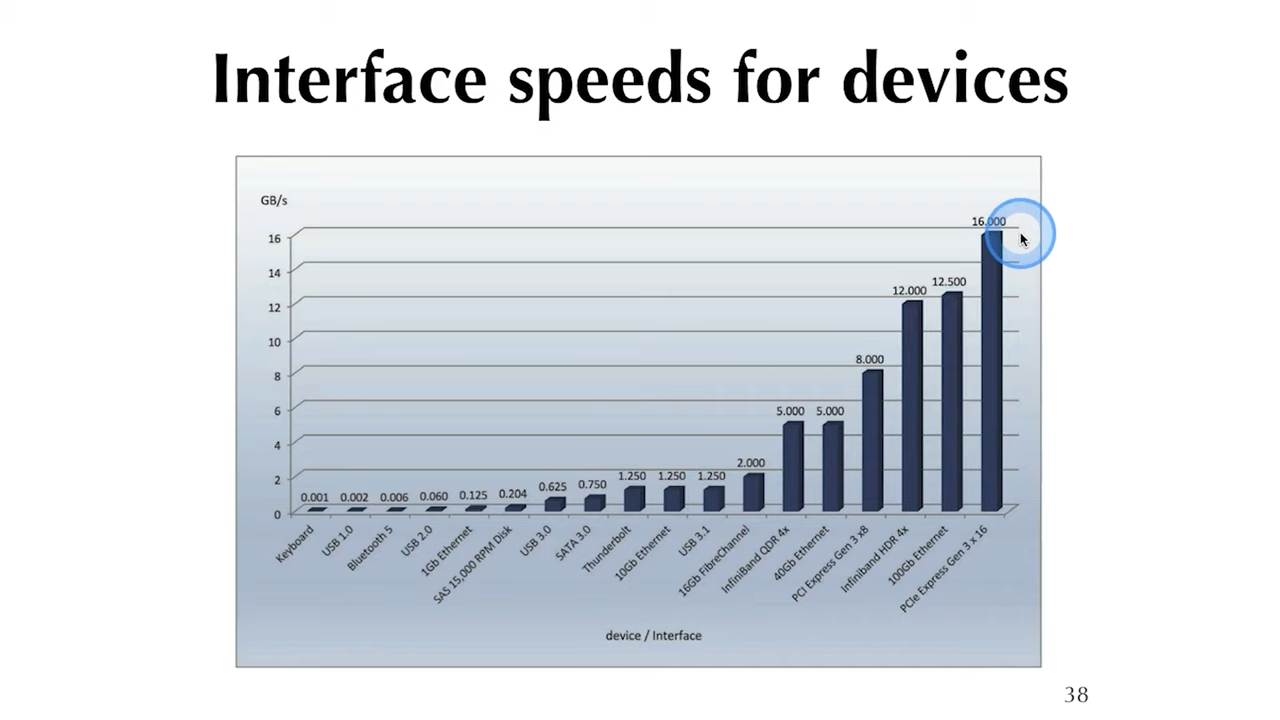 Interface speeds for devices
GB/s
16
14
12
10
8
6
4
2
0
0.001
0.002
0.006
0.060
0.125
0.204
0.625
0.750
1.250
1.250
1.250
2.000
5.000
5.000
8.000
12.000
12.500
16.000
Keyboard
USB 1.0
Bluetooth 5
USB 2.0
1Gb Ethernet
SAS 15,000 RPM Disk
USB 3.0
SATA 3.0
Thunderbolt
10Gb Ethernet
USB 3.1
16Gb FibreChannel
InfiniBand QDR 4x
40Gb Ethernet
PCI Express Gen 3 x8
Infiniband HDR 4x
100Gb Ethernet
PCIe Express Gen 3 x 16
device / Interface
38